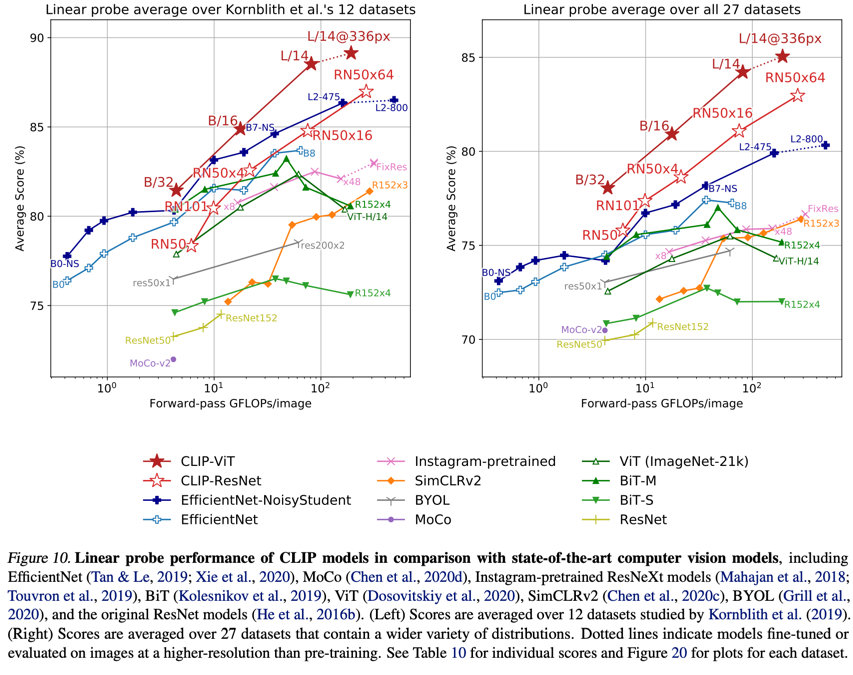 Linear probe average over Kornblith et al.'s 12 datasets
90
85
80
75
Average Score (%)
10⁰
10¹
10²
Forward-pass GFLOPs/image
L/14@336px
L/14
RN50x64
B/16
B7-NS
L2-475
L2-800
RN50x16
B8
B/32
RN50x4
FixRes
x48
R152x3
RN101
x8
R152x4
ViT-H/14
RN50
res200x2
B0-NS
B0
res50x1
R152x4
ResNet152
ResNet50
MoCo-v2
Linear probe average over all 27 datasets
85
80
75
70
Average Score (%)
10⁰
10¹
10²
Forward-pass GFLOPs/image
L/14@336px
L/14
RN50x64
RN50x16
B/16
L2-475
L2-800
RN50x4
B/32
B7-NS
RN101
B8
FixRes
R152x3
RN50
x48
x8
R152x4
ViT-H/14
B0-NS
B0
res50x1
R152x4
MoCo-v2
ResNet152
ResNet50
CLIP-ViT
CLIP-ResNet
EfficientNet-NoisyStudent
EfficientNet
Instagram-pretrained
SimCLRv2
BYOL
MoCo
ViT (ImageNet-21k)
BiT-M
BiT-S
ResNet
Figure 10. Linear probe performance of CLIP models in comparison with state-of-the-art computer vision models, including
EfficientNet (Tan & Le, 2019; Xie et al., 2020), MoCo (Chen et al., 2020d), Instagram-pretrained ResNeXt models (Mahajan et al., 2018;
Touvron et al., 2019), BiT (Kolesnikov et al., 2019), ViT (Dosovitskiy et al., 2020), SimCLRv2 (Chen et al., 2020c), BYOL (Grill et al.,
2020), and the original ResNet models (He et al., 2016b). (Left) Scores are averaged over 12 datasets studied by Kornblith et al. (2019).
(Right) Scores are averaged over 27 datasets that contain a wider variety of distributions. Dotted lines indicate models fine-tuned or
evaluated on images at a higher-resolution than pre-training. See Table 10 for individual scores and Figure 20 for plots for each dataset.